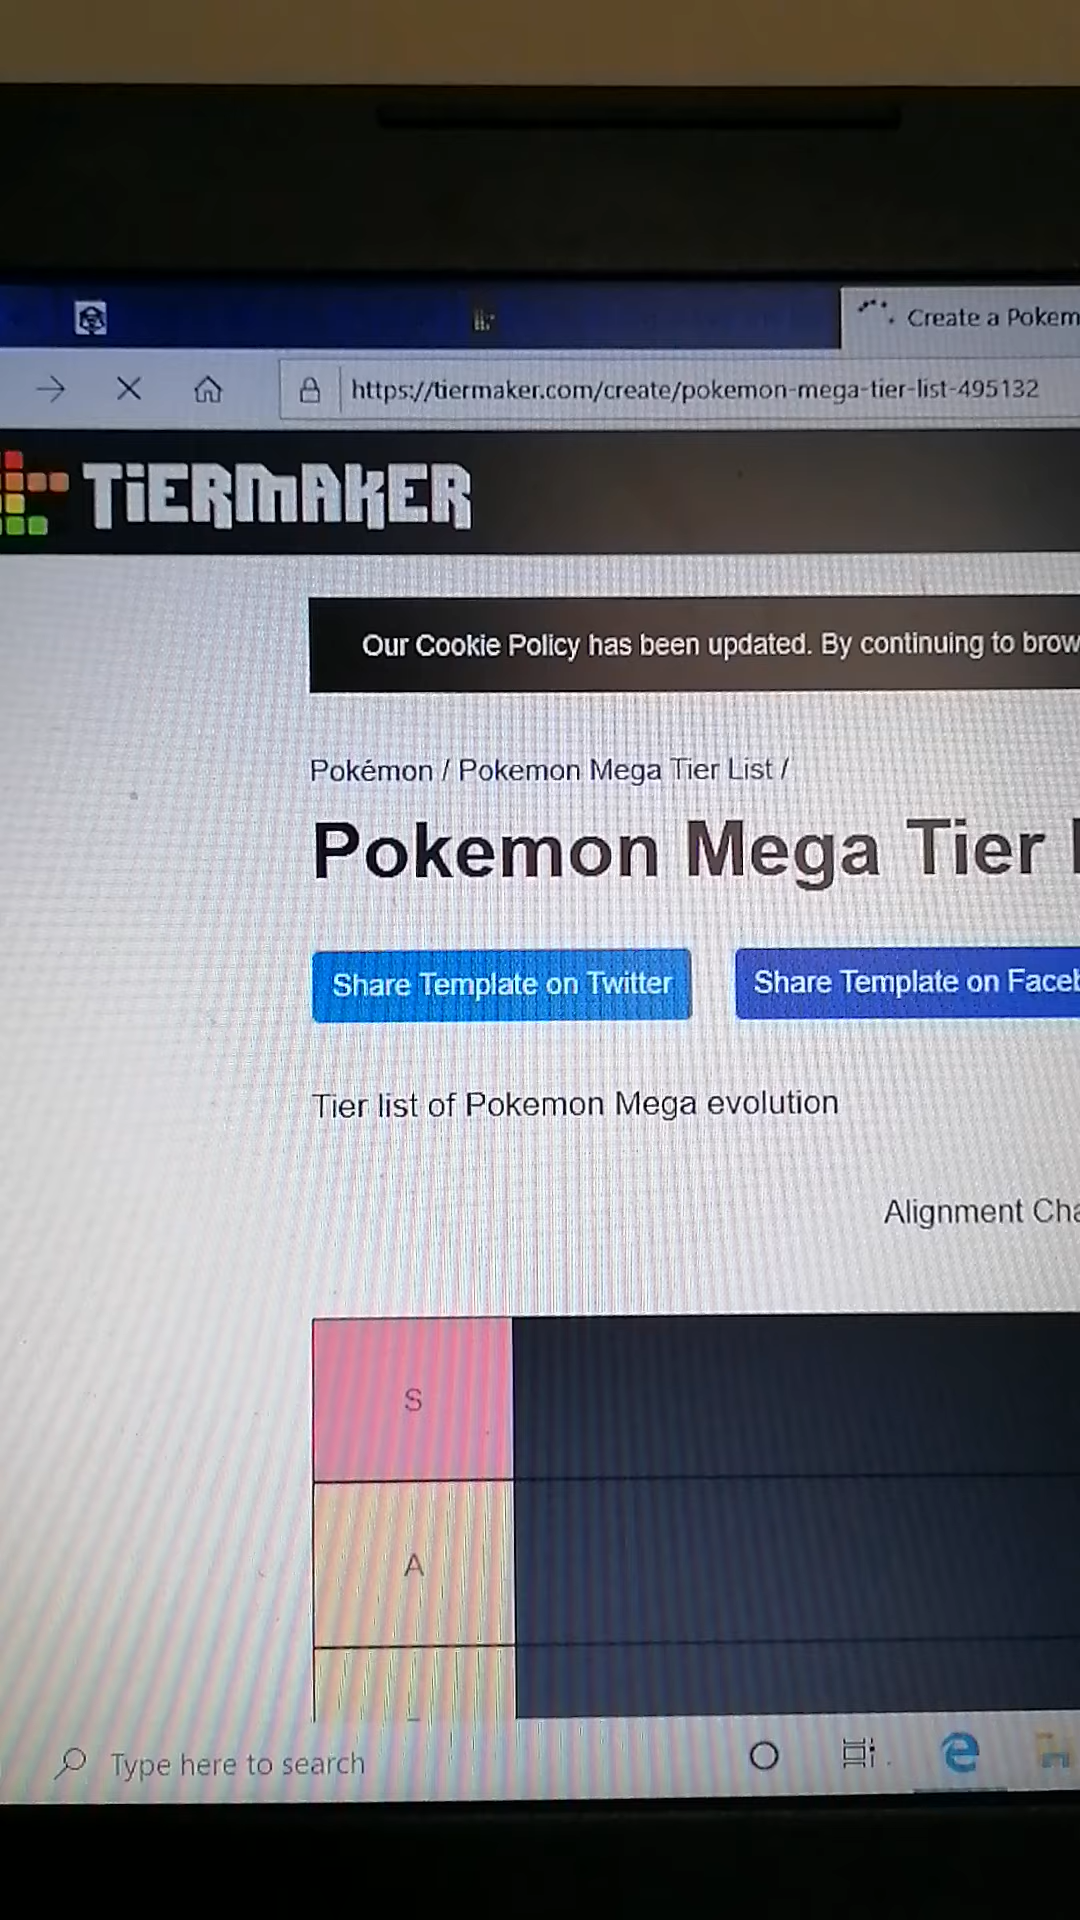 Create a Pokem
https://tiermaker.com/create/pokemon-mega-tier-list-495132
TiERMAKER
Our Cookie Policy has been updated. By continuing to brow
Pokémon / Pokemon Mega Tier List /
Pokemon Mega Tier
Share Template on Twitter
Share Template on Faceb
Tier list of Pokemon Mega evolution
Alignment Cha
S
A
Type here to search